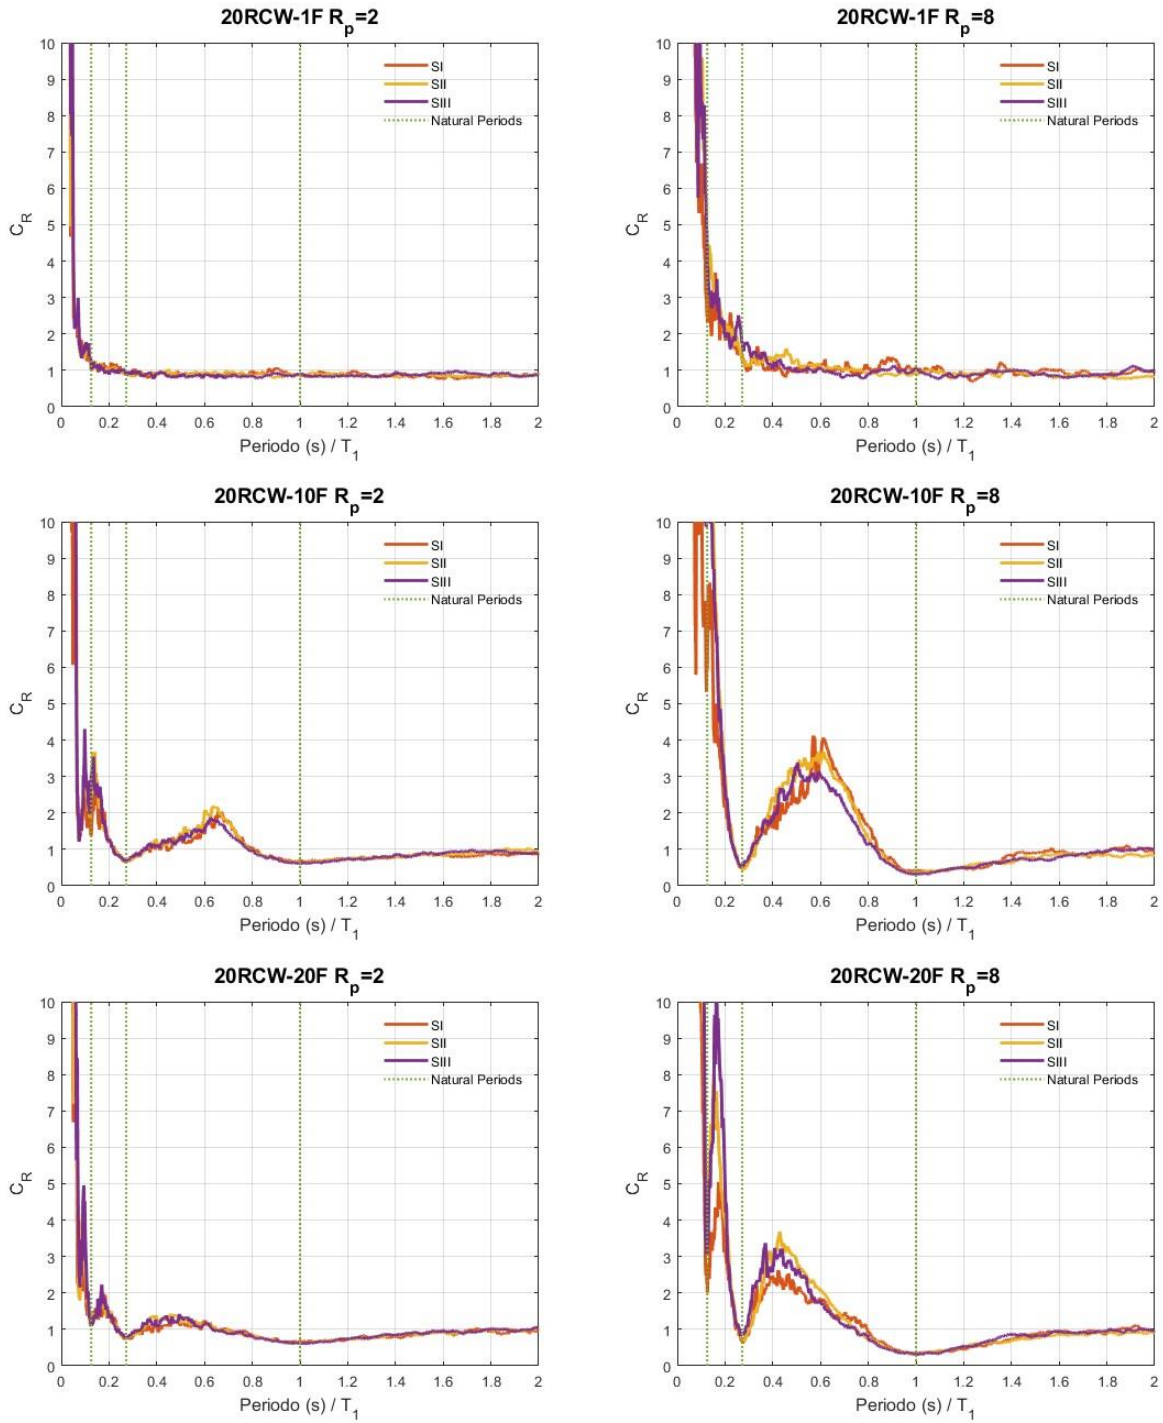 20RCW-1F Rp=2
10
9
8
7
6
5
4
3
2
1
0
CR
SI
SII
SIII
Natural Periods
0 0.2 0.4 0.6 0.8 1 1.2 1.4 1.6 1.8 2
Periodo (s) / T1
20RCW-1F Rp=8
10
9
8
7
6
5
4
3
2
1
0
CR
SI
SII
SIII
Natural Periods
0 0.2 0.4 0.6 0.8 1 1.2 1.4 1.6 1.8 2
Periodo (s) / T1
20RCW-10F Rp=2
10
9
8
7
6
5
4
3
2
1
0
CR
SI
SII
SIII
Natural Periods
0 0.2 0.4 0.6 0.8 1 1.2 1.4 1.6 1.8 2
Periodo (s) / T1
20RCW-10F Rp=8
10
9
8
7
6
5
4
3
2
1
0
CR
SI
SII
SIII
Natural Periods
0 0.2 0.4 0.6 0.8 1 1.2 1.4 1.6 1.8 2
Periodo (s) / T1
20RCW-20F Rp=2
10
9
8
7
6
5
4
3
2
1
0
CR
SI
SII
SIII
Natural Periods
0 0.2 0.4 0.6 0.8 1 1.2 1.4 1.6 1.8 2
Periodo (s) / T1
20RCW-20F Rp=8
10
9
8
7
6
5
4
3
2
1
0
CR
SI
SII
SIII
Natural Periods
0 0.2 0.4 0.6 0.8 1 1.2 1.4 1.6 1.8 2
Periodo (s) / T1